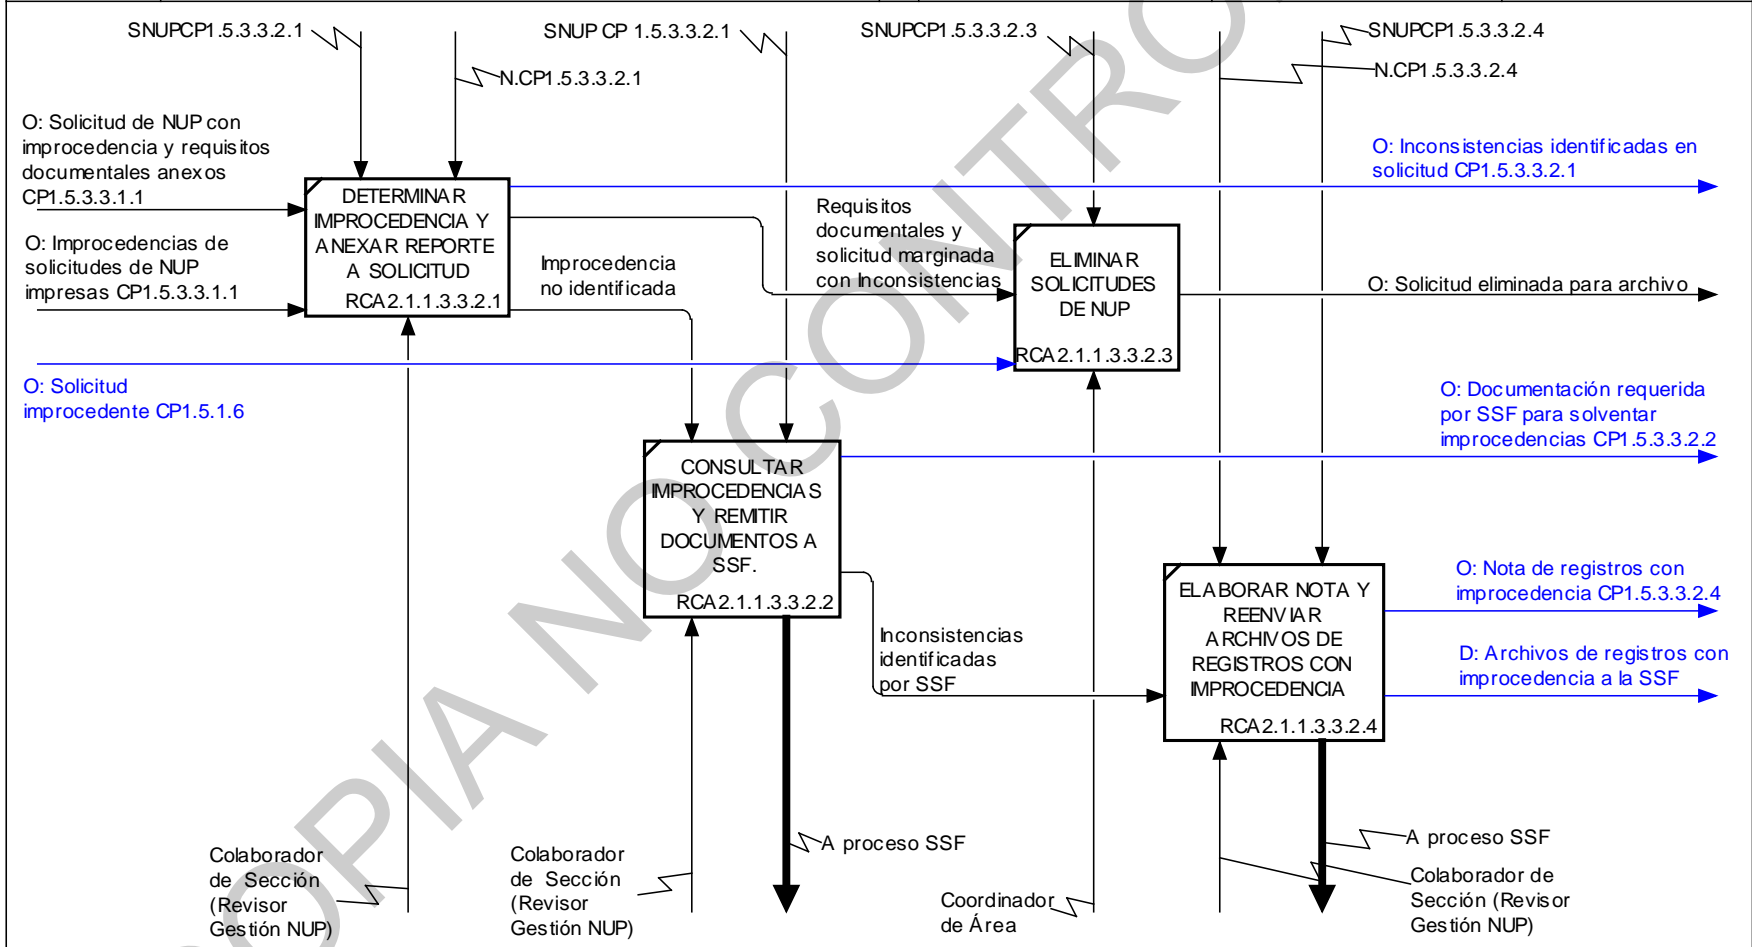 SNUPCP1.5.3.3.2.1
SNUP CP 1.5.3.3.2.1
SNUPCP1.5.3.3.2.3
SNUPCP1.5.3.3.2.4
N.CP1.5.3.3.2.1
N.CP1.5.3.3.2.4
O: Solicitud de NUP con
improcedencia y requisitos
documentales anexos
CP1.5.3.3.1.1
O: Improcedencias de
solicitudes de NUP
impresas CP1.5.3.3.1.1
DETERMINAR
IMPROCEDENCIA Y
ANEXAR REPORTE
A SOLICITUD
RCA2.1.1.3.3.2.1
O: Inconsistencias identificadas en
solicitud CP1.5.3.3.2.1
Requisitos
documentales y
solicitud marginada
con Inconsistencias
Improcedencia
no identificada
ELIMINAR
SOLICITUDES
DE NUP
RCA2.1.1.3.3.2.3
O: Solicitud eliminada para archivo
O: Solicitud
improcedente CP1.5.1.6
O: Documentación requerida
por SSF para solventar
improcedencias CP1.5.3.3.2.2
CONSULTAR
IMPROCEDENCIAS
Y REMITIR
DOCUMENTOS A
SSF.
RCA2.1.1.3.3.2.2
Inconsistencias
identificadas
por SSF
ELABORAR NOTA Y
REENVIAR
ARCHIVOS DE
REGISTROS CON
IMPROCEDENCIA
RCA2.1.1.3.3.2.4
O: Nota de registros con
improcedencia CP1.5.3.3.2.4
D: Archivos de registros con
improcedencia a la SSF
Colaborador
de Sección
(Revisor
Gestión NUP)
Colaborador
de Sección
(Revisor
Gestión NUP)
A proceso SSF
Coordinador
de Área
A proceso SSF
Colaborador de
Sección (Revisor
Gestión NUP)
COPIA NO CONTRO